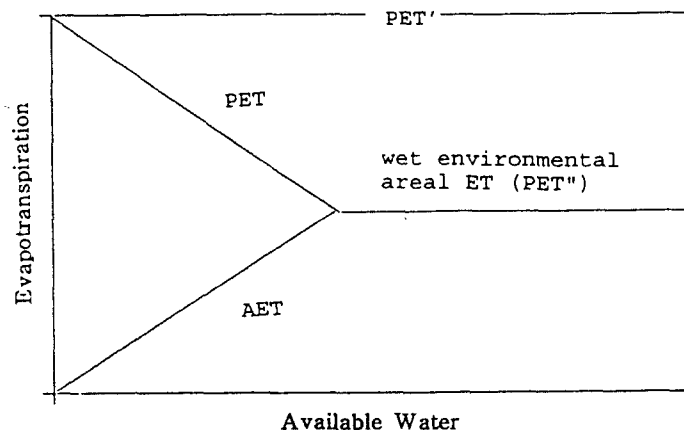 PET'
PET
wet environmental
areal ET (PET")
AET
Evapotranspiration
Available Water